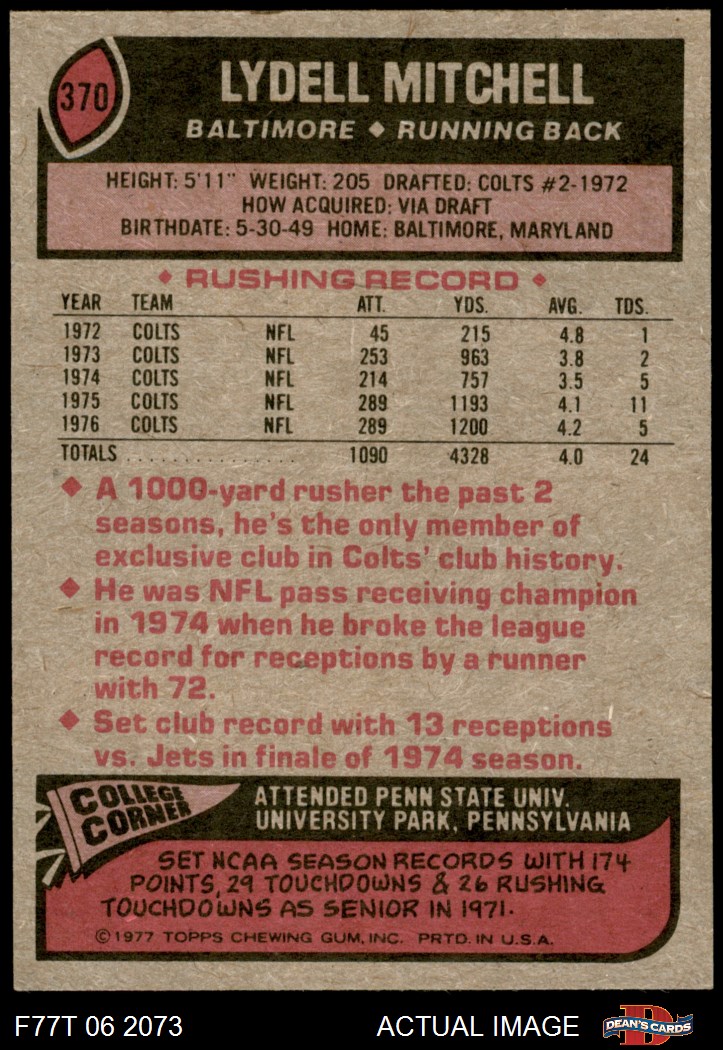 370
LYDELL MITCHELL
BALTIMORE ◆ RUNNING BACK
HEIGHT: 5'11" WEIGHT: 205 DRAFTED: COLTS #2-1972
HOW ACQUIRED: VIA DRAFT
BIRTHDATE: 5-30-49 HOME: BALTIMORE, MARYLAND
◆ RUSHING RECORD ◆
YEAR TEAM ATT. YDS. AVG. TDS.
1972 COLTS NFL 45 215 4.8 1
1973 COLTS NFL 253 963 3.8 2
1974 COLTS NFL 214 757 3.5 5
1975 COLTS NFL 289 1193 4.1 11
1976 COLTS NFL 289 1200 4.2 5
TOTALS . . . . . . . . . . . . . . . . 1090 4328 4.0 24
◆ A 1000-yard rusher the past 2
seasons, he's the only member of
exclusive club in Colts' club history.
◆ He was NFL pass receiving champion
in 1974 when he broke the league
record for receptions by a runner
with 72.
◆ Set club record with 13 receptions
vs. Jets in finale of 1974 season.
COLLEGE
CORNER
ATTENDED PENN STATE UNIV.
UNIVERSITY PARK, PENNSYLVANIA
SET NCAA SEASON RECORDS WITH 174
POINTS, 29 TOUCHDOWNS & 26 RUSHING
TOUCHDOWNS AS SENIOR IN 1971.
©1977 TOPPS CHEWING GUM, INC. PRTD. IN U.S.A.
F77T 06 2073 ACTUAL IMAGE
D
DEAN'S CARDS